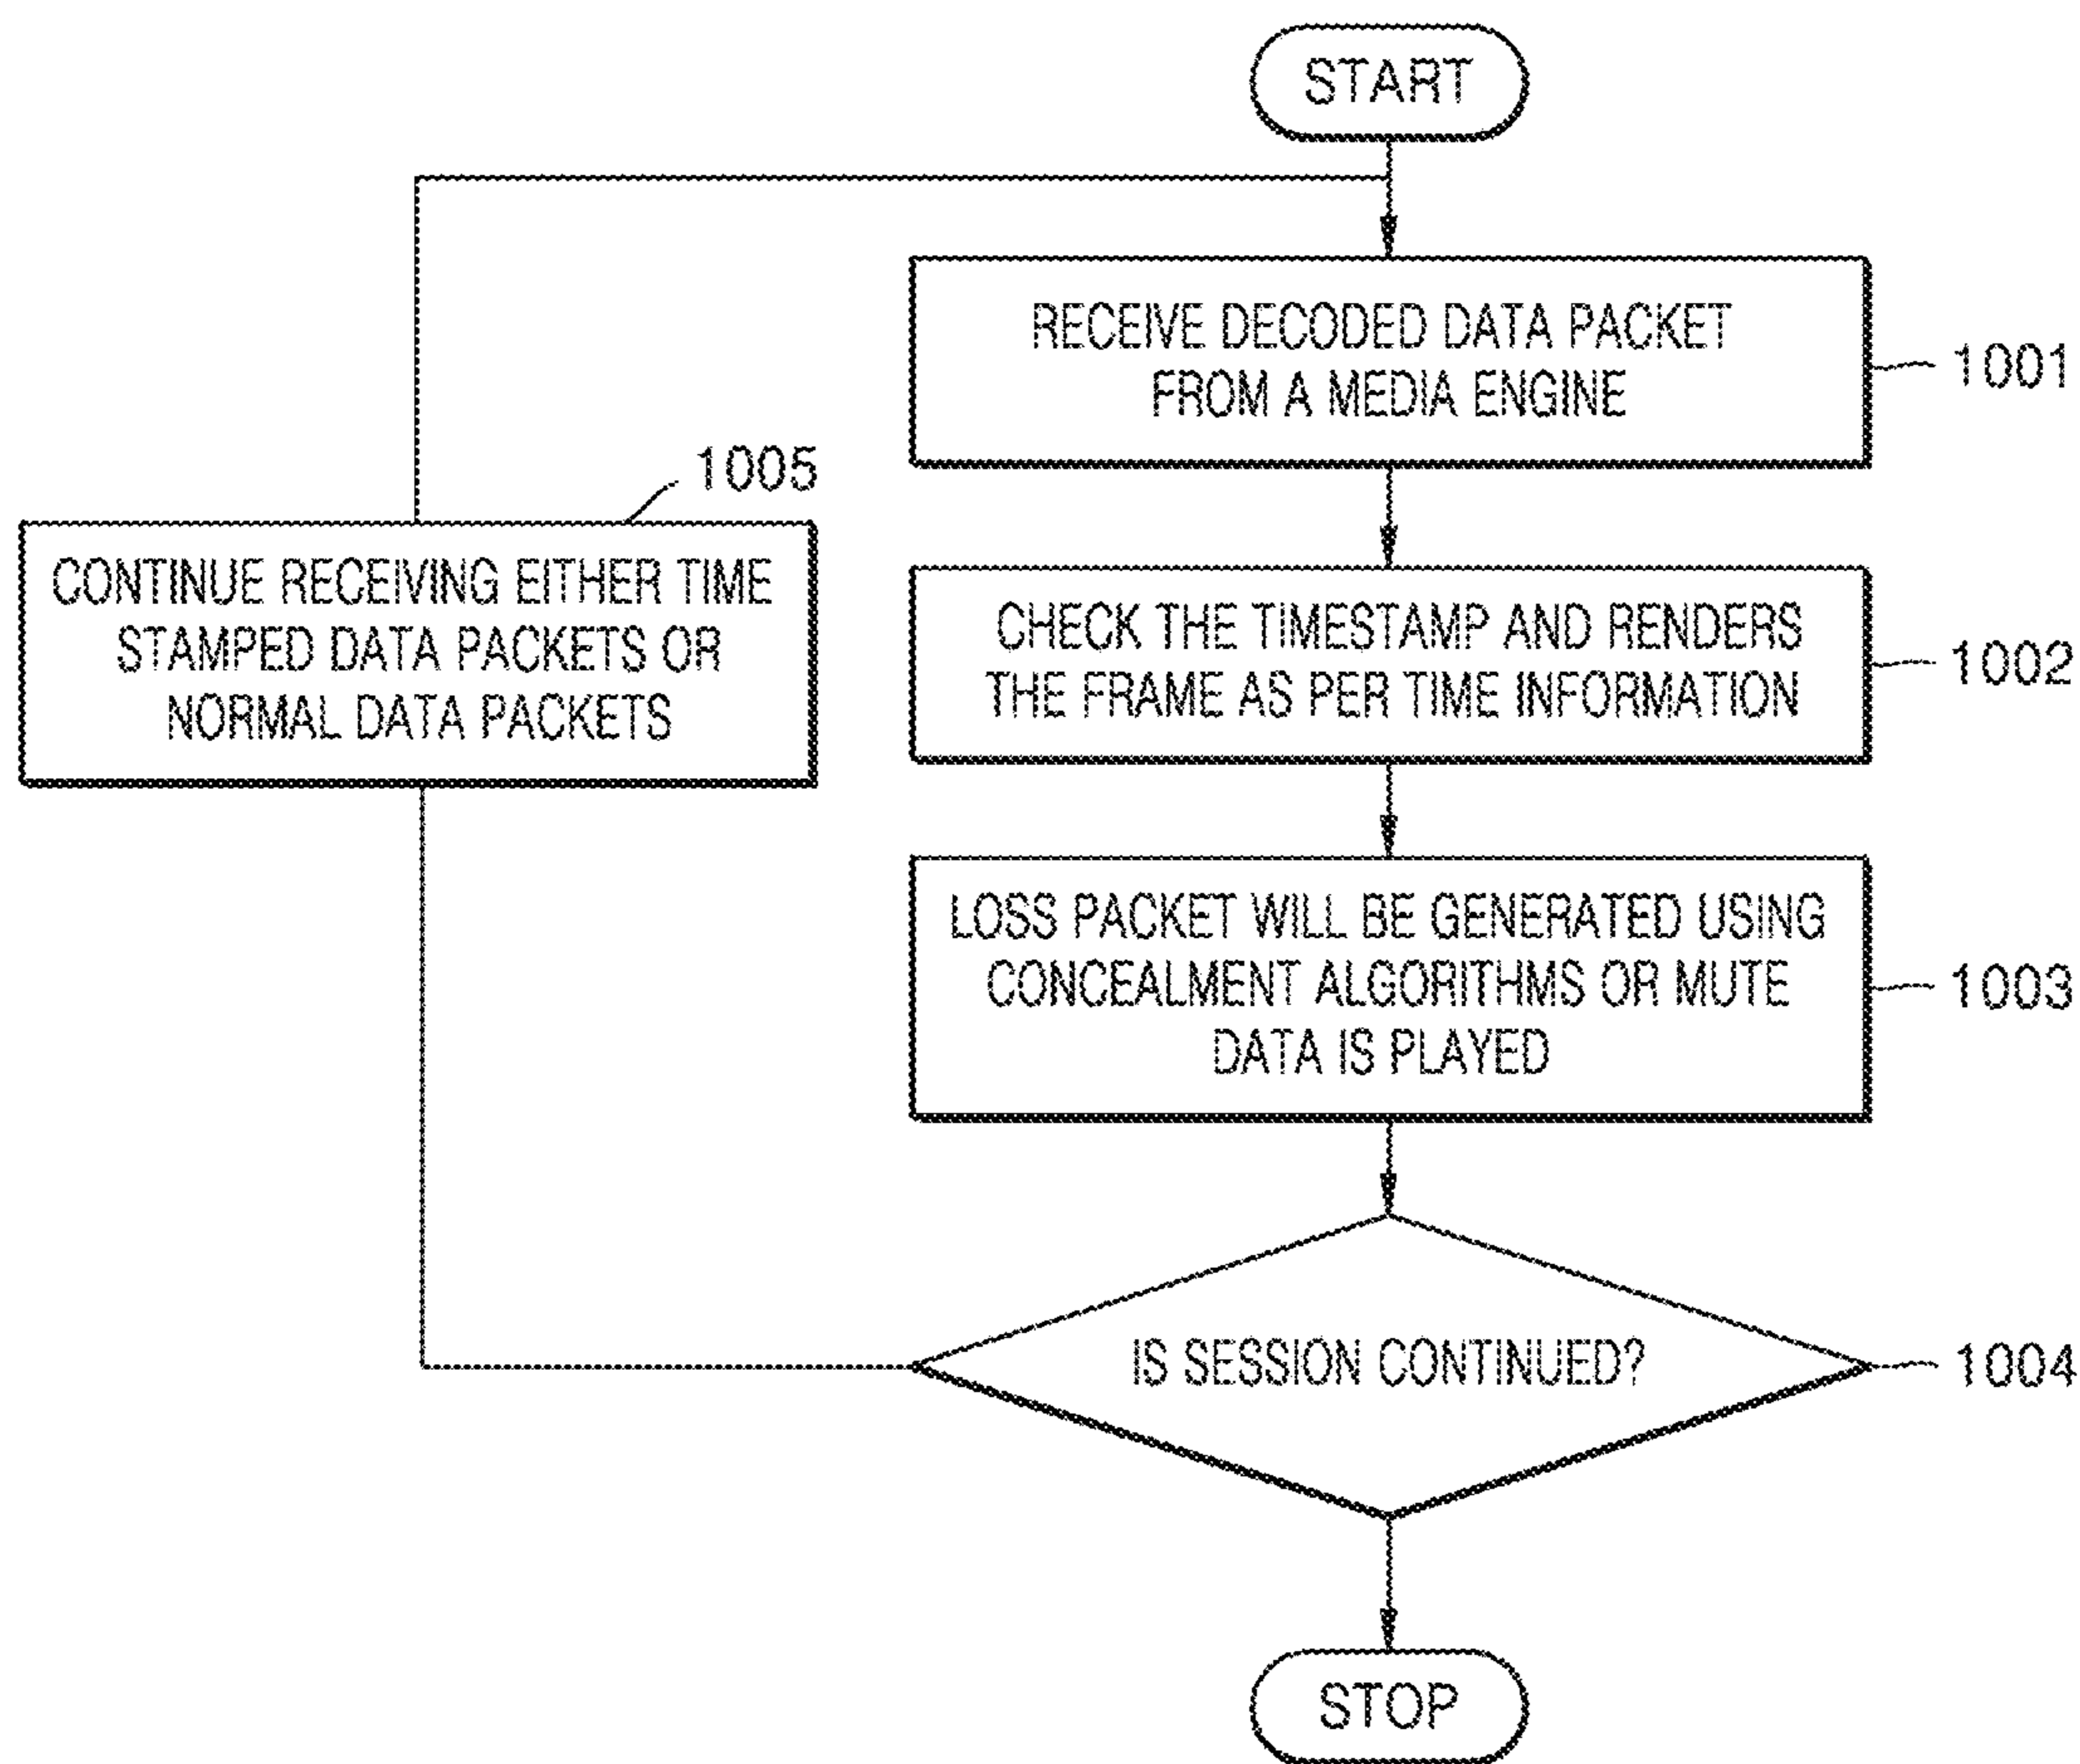 START
RECEIVE DECODED DATA PACKET
FROM A MEDIA ENGINE
1001
1005
CONTINUE RECEIVING EITHER TIME
STAMPED DATA PACKETS OR
NORMAL DATA PACKETS
CHECK THE TIMESTAMP AND RENDERS
THE FRAME AS PER TIME INFORMATION
1002
LOSS PACKET WILL BE GENERATED USING
CONCEALMENT ALGORITHMS OR MUTE
DATA IS PLAYED
1003
IS SESSION CONTINUED?
1004
STOP